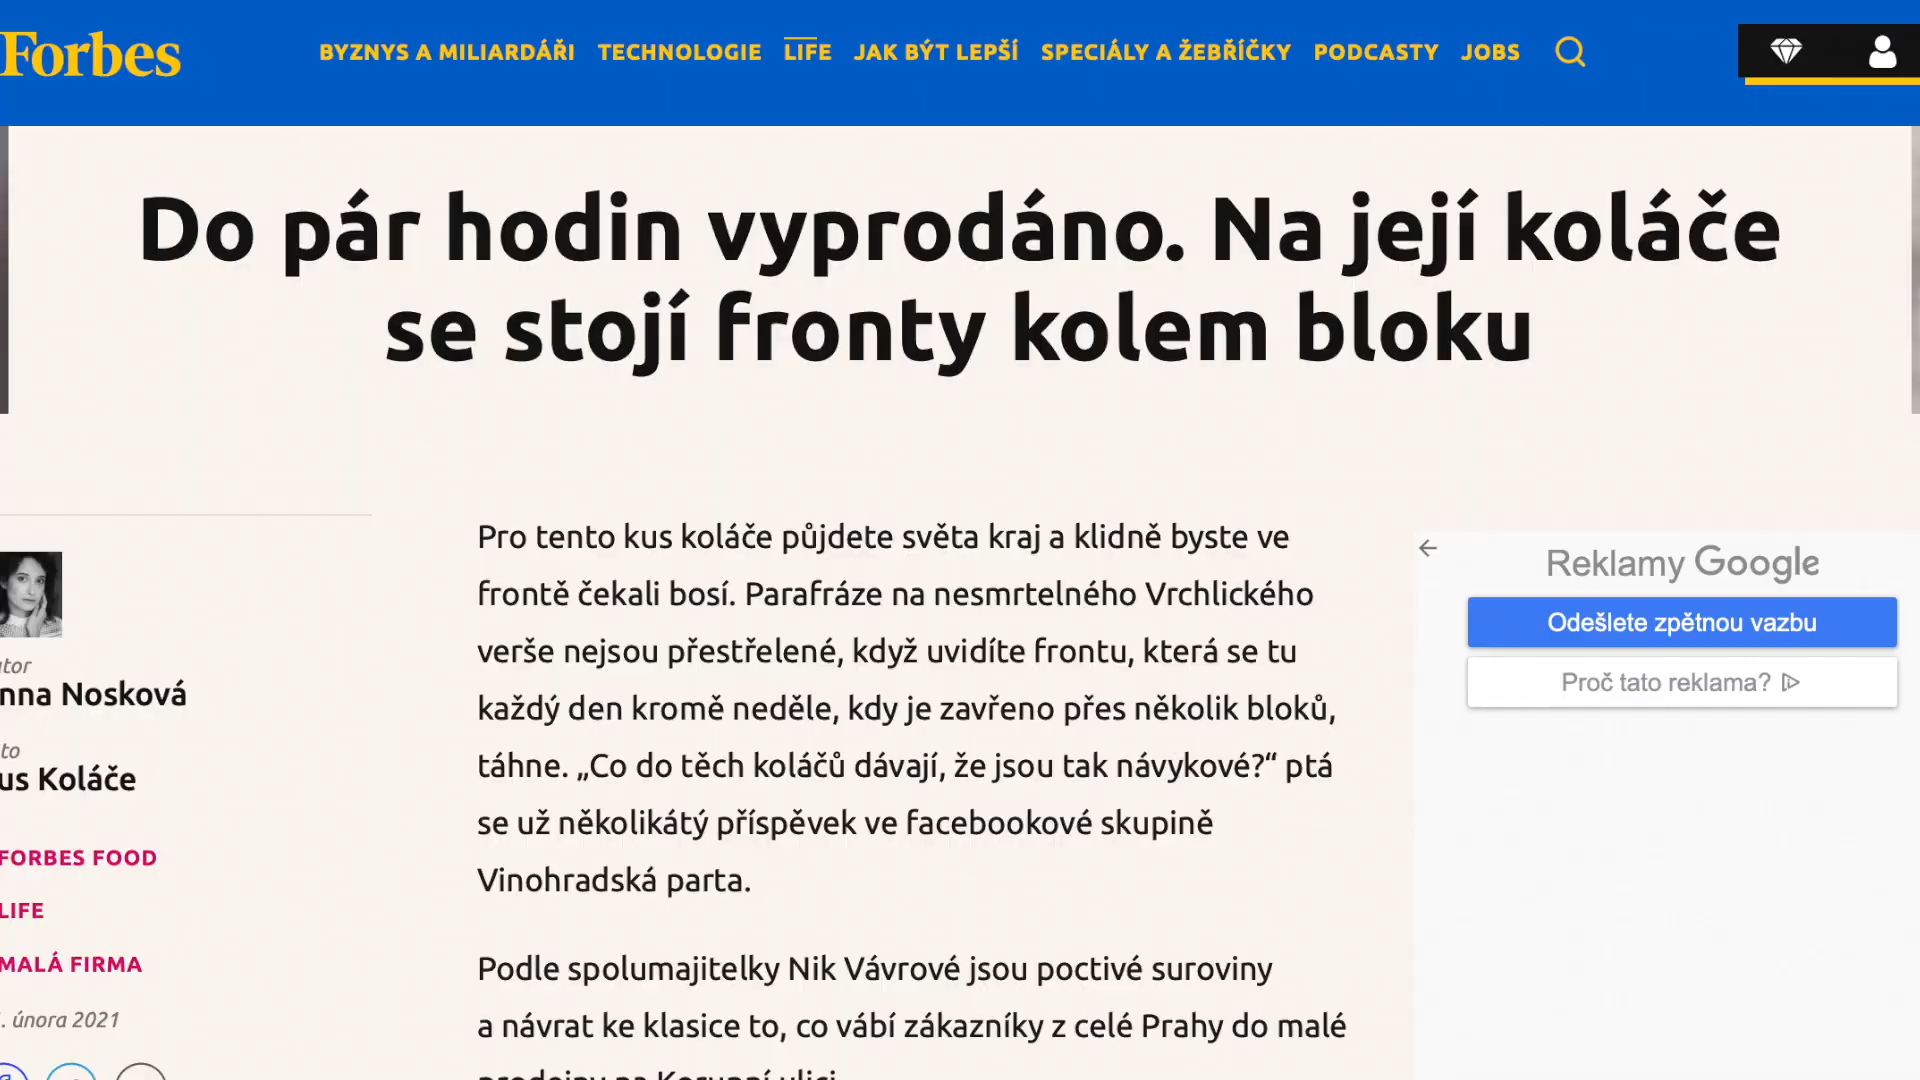 Forbes
BYZNYS A MILIARDÁŘI TECHNOLOGIE LIFE JAK BÝT LEPŠÍ SPECIÁLY A ŽEBŘÍČKY PODCASTY JOBS
Do pár hodin vyprodáno. Na její koláče
se stojí fronty kolem bloku
tor
nna Nosková
to
us Koláče
FORBES FOOD
LIFE
MALÁ FIRMA
. února 2021
Pro tento kus koláče půjdete světa kraj a klidně byste ve
frontě čekali bosí. Parafráze na nesmrtelného Vrchlického
verše nejsou přestřelené, když uvidíte frontu, která se tu
každý den kromě neděle, kdy je zavřeno přes několik bloků,
táhne. „Co do těch koláčů dávají, že jsou tak návykové?“ ptá
se už několikátý příspěvek ve facebookové skupině
Vinohradská parta.
Podle spolumajitelky Nik Vávrové jsou poctivé suroviny
a návrat ke klasice to, co vábí zákazníky z celé Prahy do malé
prodejny na Korunní ulici.
Reklamy Google
Odešlete zpětnou vazbu
Proč tato reklama?